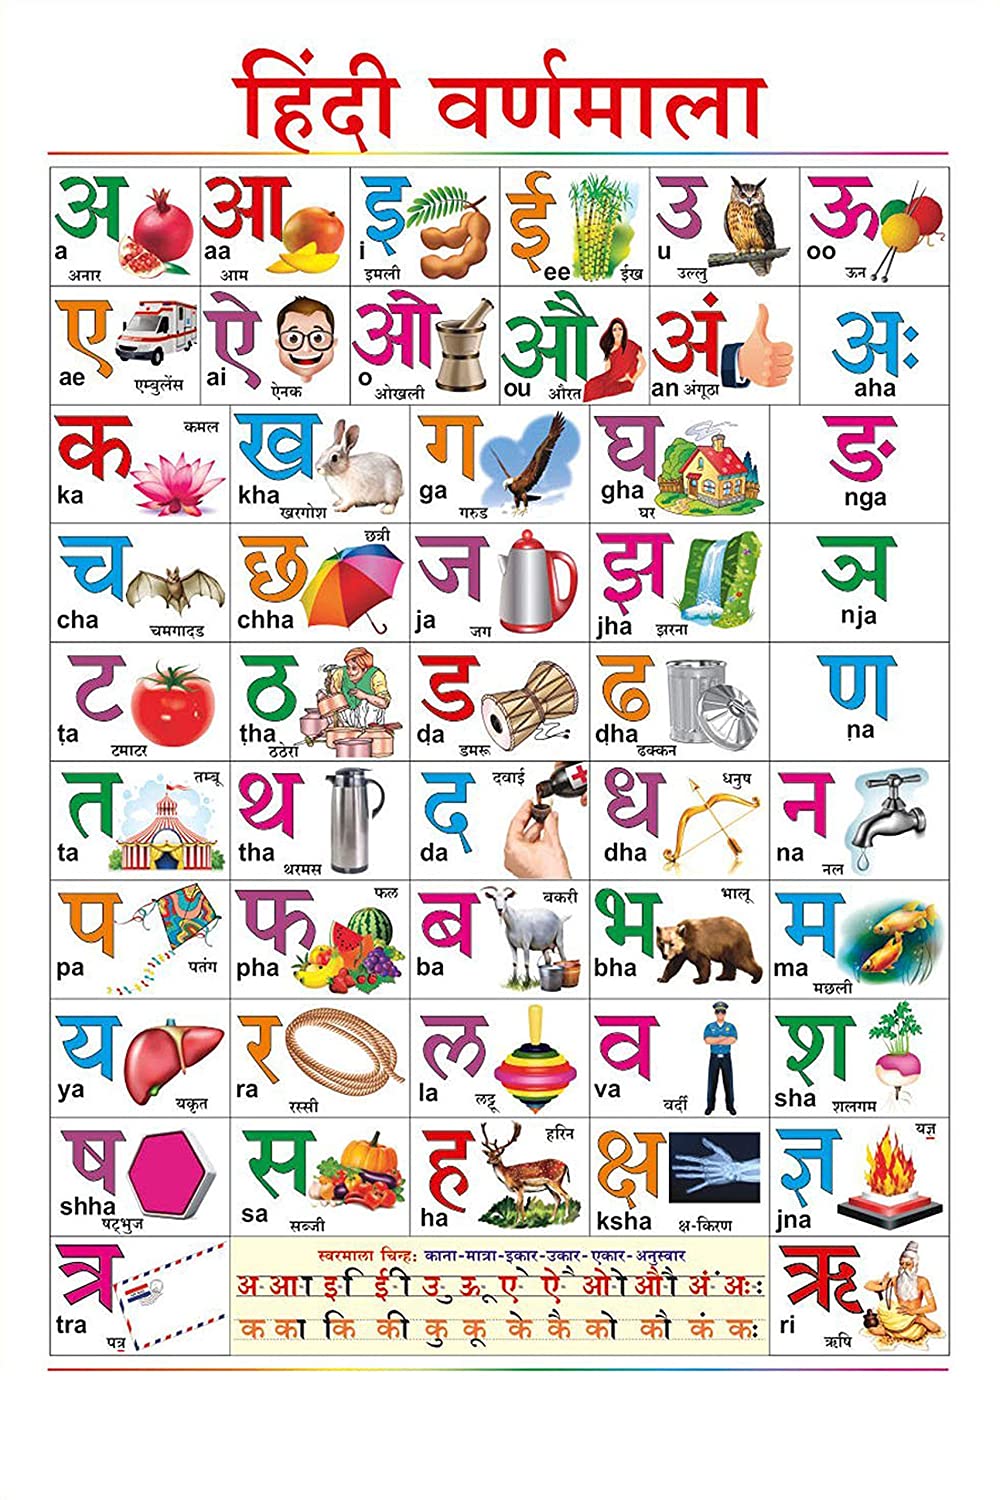 हिंदी वर्णमाला
अ a अनार
आ aa आम
इ i इमली
ई ee ईख
उ u उल्लु
ऊ oo ऊन
ए ae एम्बुलेंस
ऐ ai ऐनक
ओ o ओखली
औ ou औरत
अं an अंगूठा
अः aha
क ka कमल
ख kha खरगोश
ग ga गरुड
घ gha घर
ङ nga
च cha चमगादड
छ chha छत्री
ज ja जग
झ jha झरना
ञ nja
ट ṭa टमाटर
ठ ṭha ठठेरा
ड ḍa डमरू
ढ ḍha ढक्कन
ण ṇa
त ta तम्बू
थ tha थरमस
द da दवाई
ध dha धनुष
न na नल
प pa पतंग
फ pha फल
ब ba बकरी
भ bha भालू
म ma मछली
य ya यकृत
र ra रस्सी
ल la लट्टू
व va वर्दी
श sha शलगम
ष shha षट्भुज
स sa सब्जी
ह ha हरिन
क्ष ksha क्ष-किरण
ज्ञ jna यज्ञ
त्र tra पत्र
स्वरमाला चिन्ह: काना-मात्रा-इकार-उकार-एकार-अनुस्वार
अ-आा इ-ि ई-ी उ-ु ऊ-ू ए-े ऐ-ै ओ-ो औ-ौ अं-ं अः-ः
क का कि की कु कू के कै को कौ कं कः
ऋ ri ऋषि